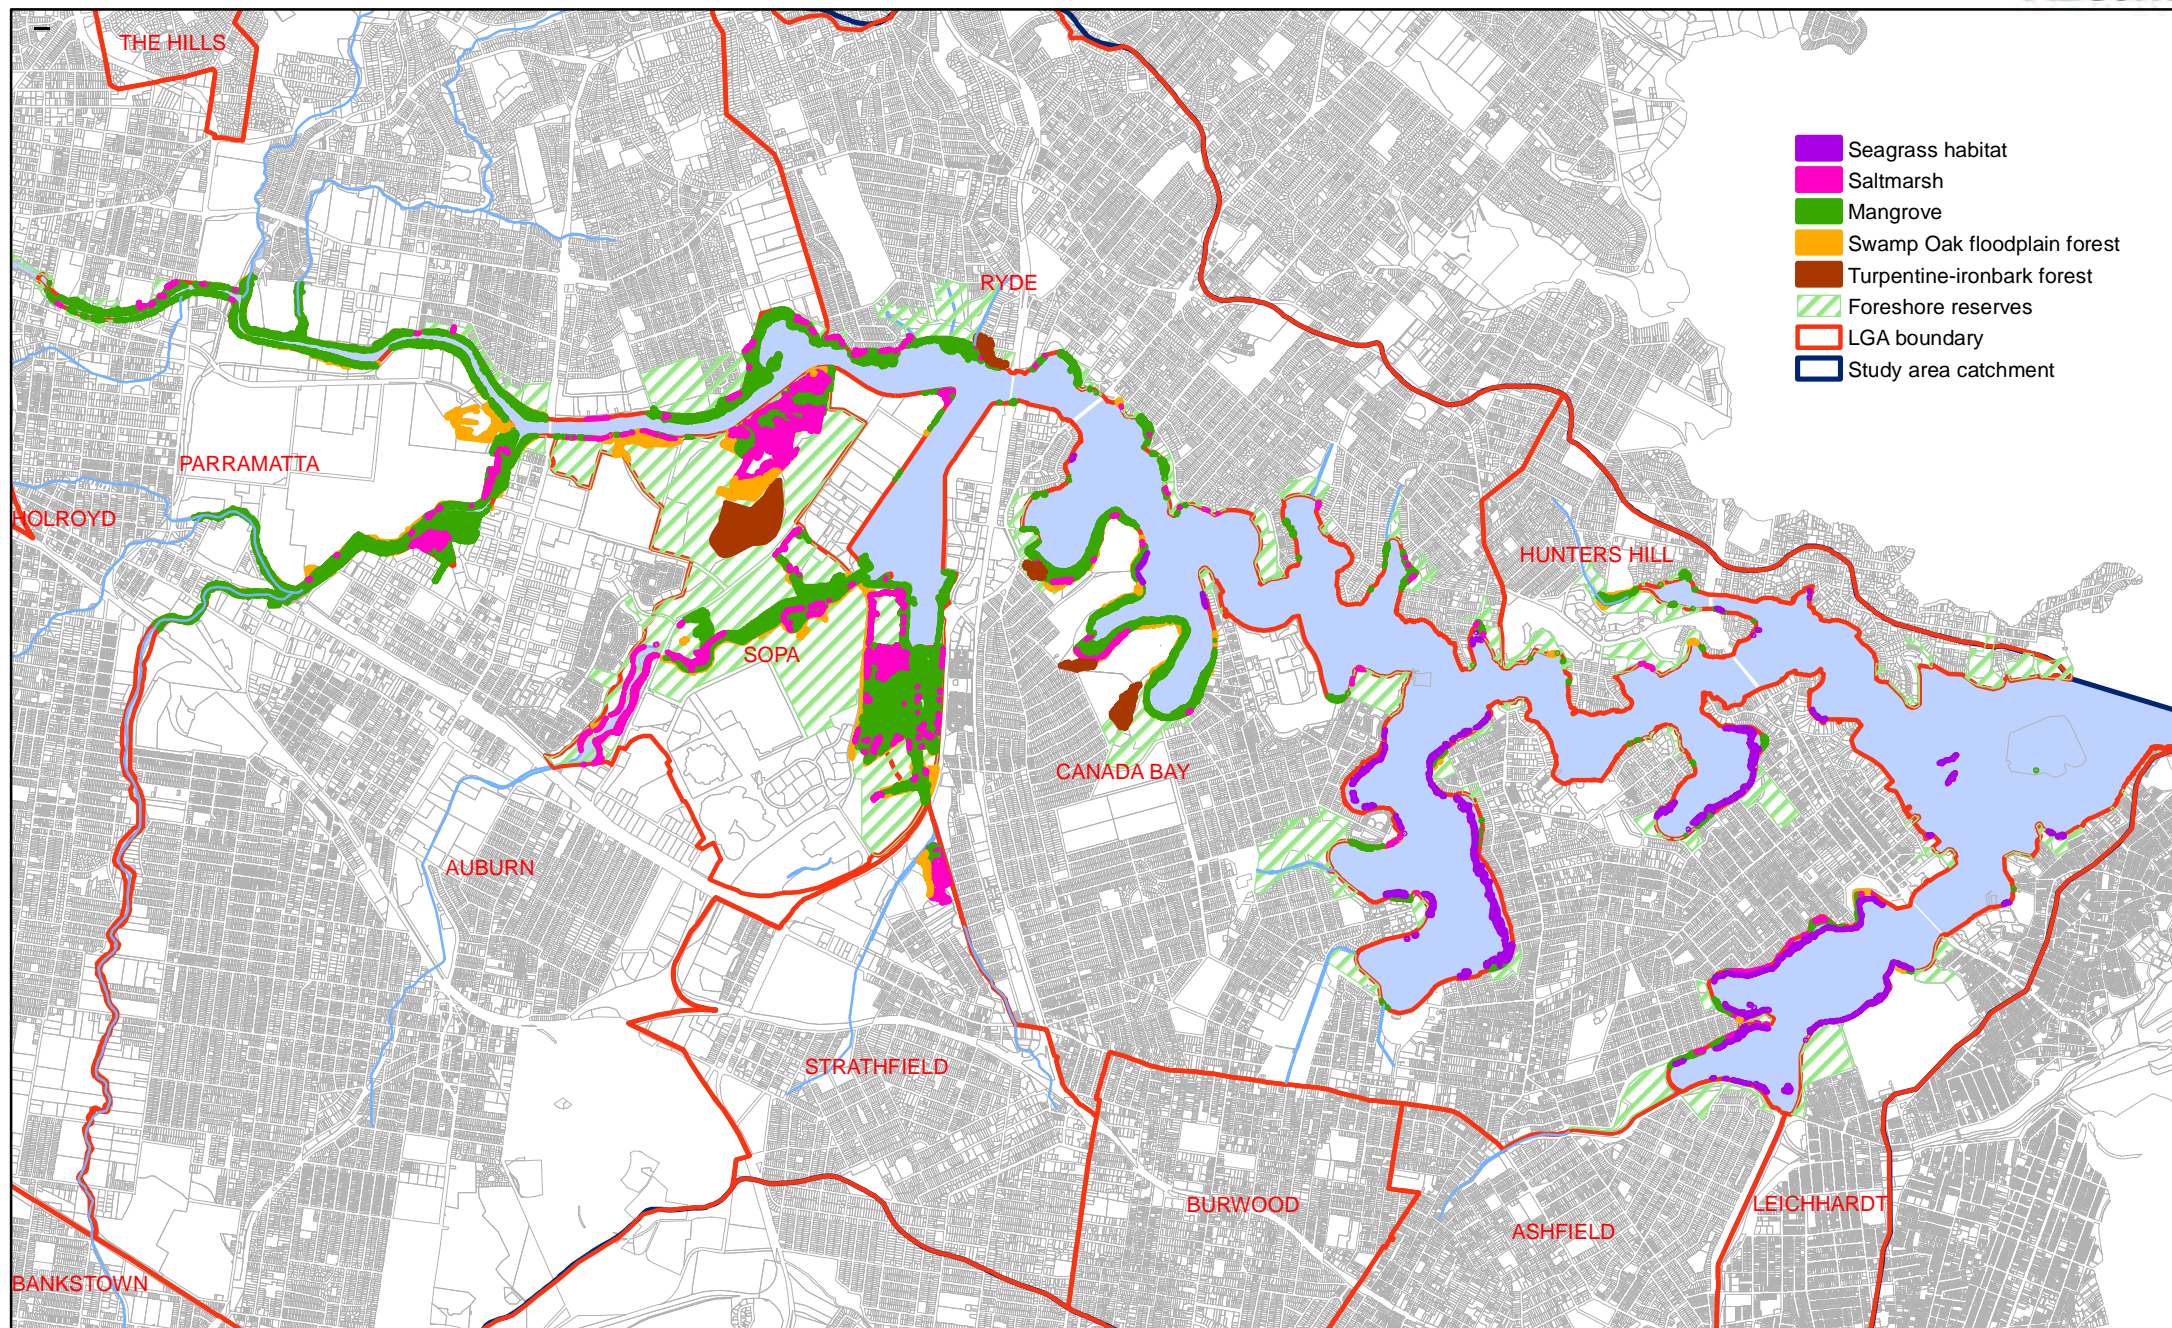 THE HILLS
Seagrass habitat
Saltmarsh
Mangrove
Swamp Oak floodplain forest
Turpentine-ironbark forest
Foreshore reserves
LGA boundary
Study area catchment
RYDE
PARRAMATTA
HOLROYD
HUNTERS HILL
SOPA
CANADA BAY
AUBURN
STRATHFIELD
BURWOOD
LEICHHARDT
ASHFIELD
BANKSTOWN